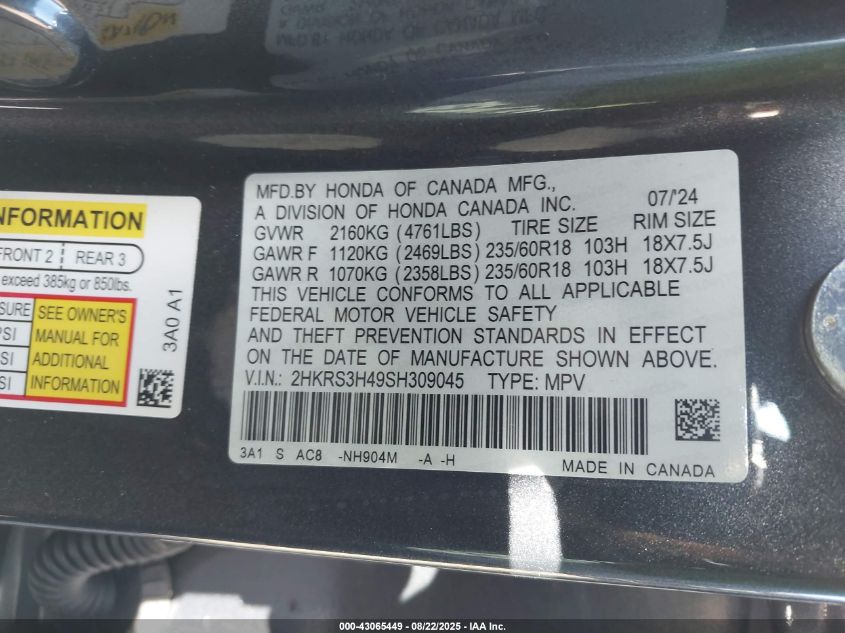 MFD.BY HONDA OF CANADA MFG.,
A DIVISION OF HONDA CANADA INC. 07/'24
GVWR 2160KG (4761LBS) TIRE SIZE RIM SIZE
GAWR F 1120KG (2469LBS) 235/60R18 103H 18X7.5J
GAWR R 1070KG (2358LBS) 235/60R18 103H 18X7.5J
THIS VEHICLE CONFORMS TO ALL APPLICABLE
FEDERAL MOTOR VEHICLE SAFETY
AND THEFT PREVENTION STANDARDS IN EFFECT
ON THE DATE OF MANUFACTURE SHOWN ABOVE.
V.I.N.: 2HKRS3H49SH309045 TYPE: MPV
3A1 S AC8 -NH904M -A -H
MADE IN CANADA
INFORMATION
FRONT 2 REAR 3
exceed 385kg or 850lbs.
SEE OWNER'S
MANUAL FOR
ADDITIONAL
INFORMATION
PSI
SI
3A0 A1
000-43065449 - 08/22/2025 - IAA Inc.